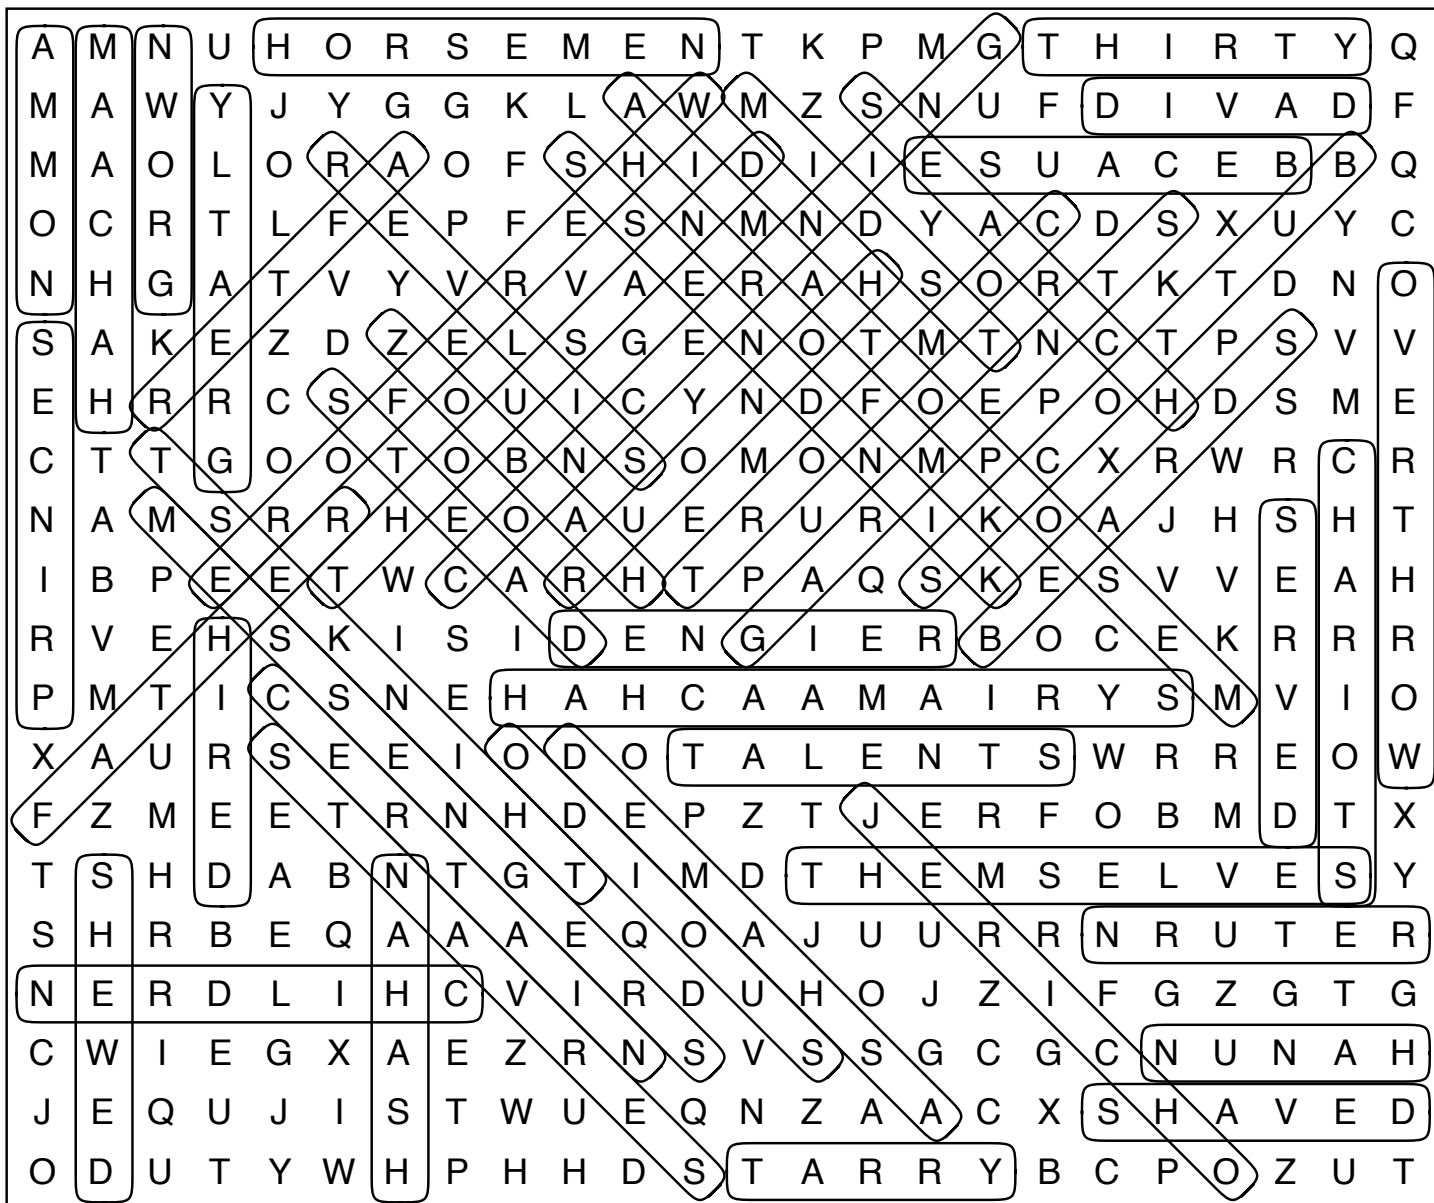 A M N U H O R S E M E N T K P M G T H I R T Y Q
M A W Y J Y G G K L A W M Z S N U F D I V A D F
M A O L O R A O F S H I D I I E S U A C E B B Q
O C R T L F E P F E S N M N D Y A C D S X U Y C
N H G A T V Y V R V A E R A H S O R T K T D N O
S A K E Z D Z E L S G E N O T M T N C T P S V V
E H R R C S F O U I C Y N D F O E P O H D S M E
C T T G O O T O B N S O M O N M P C X R W R C R
N A M S R R H E O A U E R U R I K O A J H S H T
I B P E E T W C A R H T P A Q S K E S V V E A H
R V E H S K I S I D E N G I E R B O C E K R R R
P M T I C S N E H A H C A A M A I R Y S M V I O
X A U R S E E I O D O T A L E N T S W R R E O W
F Z M E E T R N H D E P Z T J E R F O B M D T X
T S H D A B N T G T I M D T H E M S E L V E S Y
S H R B E Q A A A E Q O A J U U R R N R U T E R
N E R D L I H C V I R D U H O J Z I F G Z G T G
C W I E G X A E Z R N S V S S G C G C N U N A H
J E Q U J I S T W U E Q N Z A A C X S H A V E D
O D U T Y W H P H H D S T A R R Y B C P O Z U T